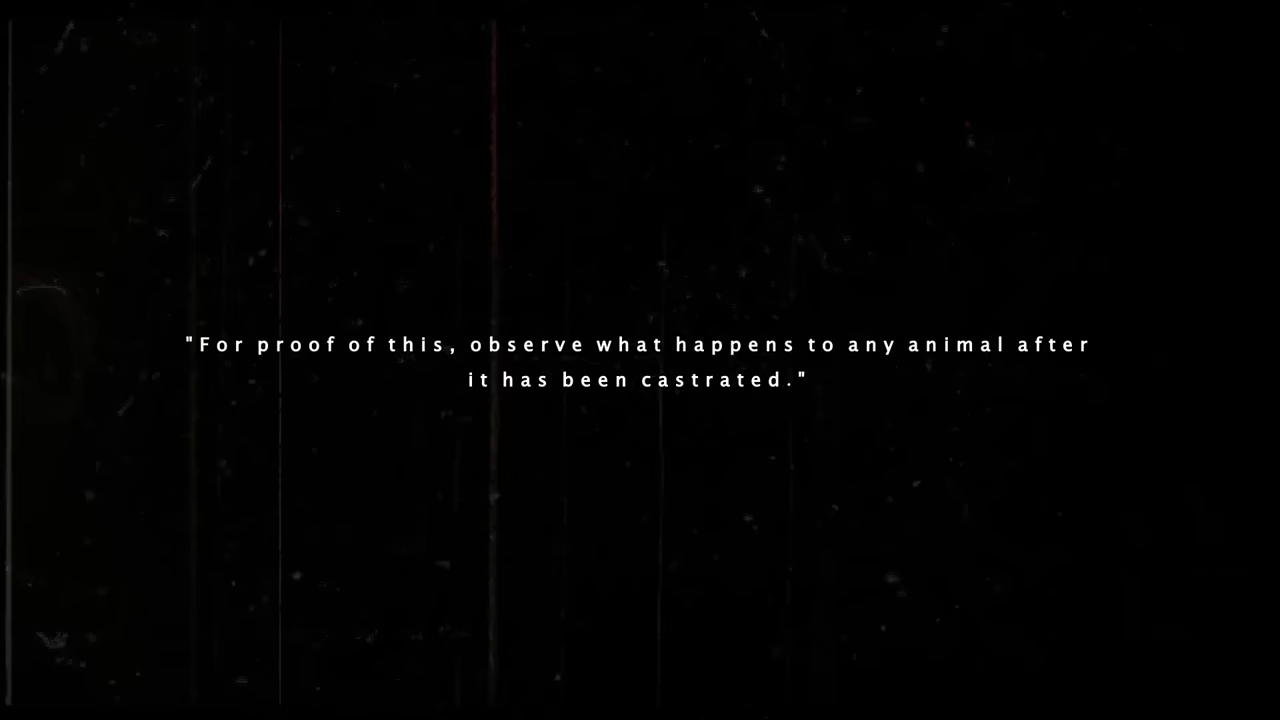 "For proof of this, observe what happens to any animal after
it has been castrated."